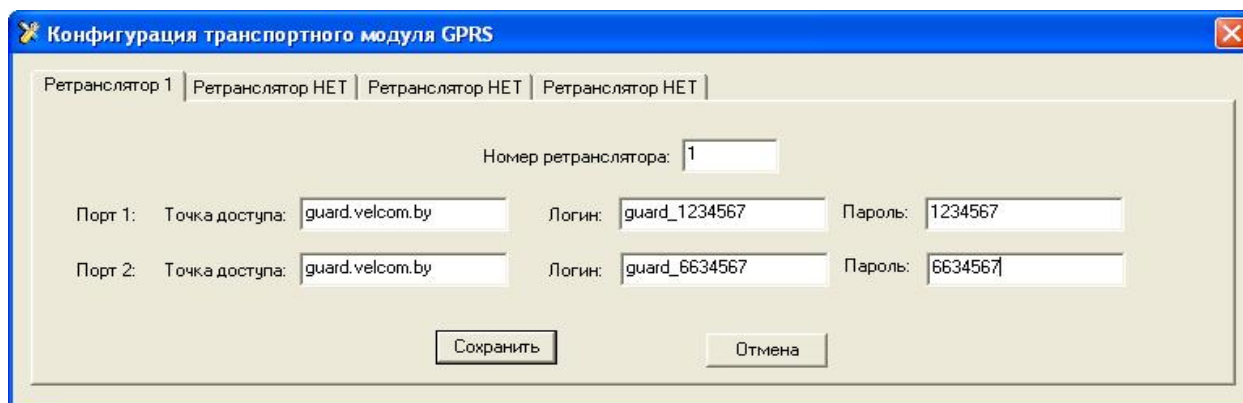 Конфигурация транспортного модуля GPRS
Ретранслятор 1 Ретранслятор НЕТ Ретранслятор НЕТ Ретранслятор НЕТ
Номер ретранслятора: 1
Порт 1: Точка доступа: guard.velcom.by Логин: guard_1234567 Пароль: 1234567
Порт 2: Точка доступа: guard.velcom.by Логин: guard_6634567 Пароль: 6634567
Сохранить Отмена